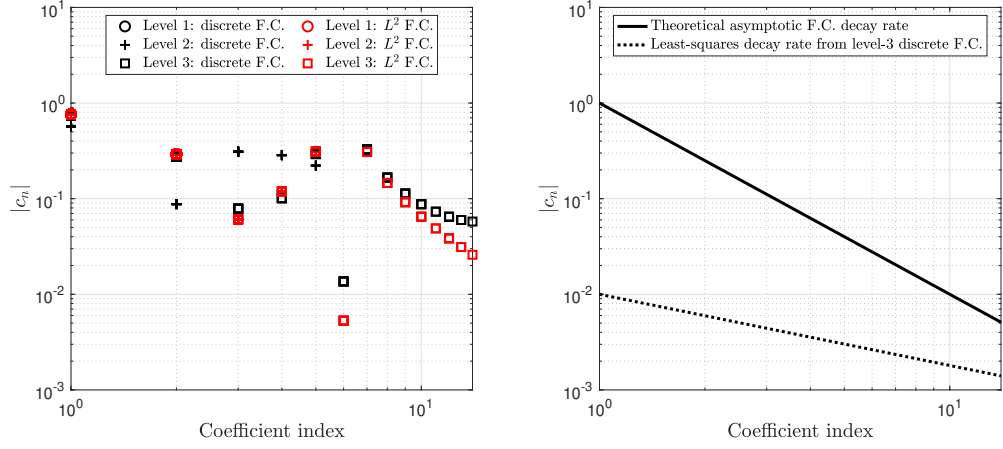 10^1
10^0
10^-1
10^-2
10^-3
|c_n|
Level 1: discrete F.C.
Level 2: discrete F.C.
Level 3: discrete F.C.
Level 1: L^2 F.C.
Level 2: L^2 F.C.
Level 3: L^2 F.C.
10^0
10^1
Coefficient index
10^1
10^0
10^-1
10^-2
10^-3
|c_n|
Theoretical asymptotic F.C. decay rate
Least-squares decay rate from level-3 discrete F.C.
10^0
10^1
Coefficient index